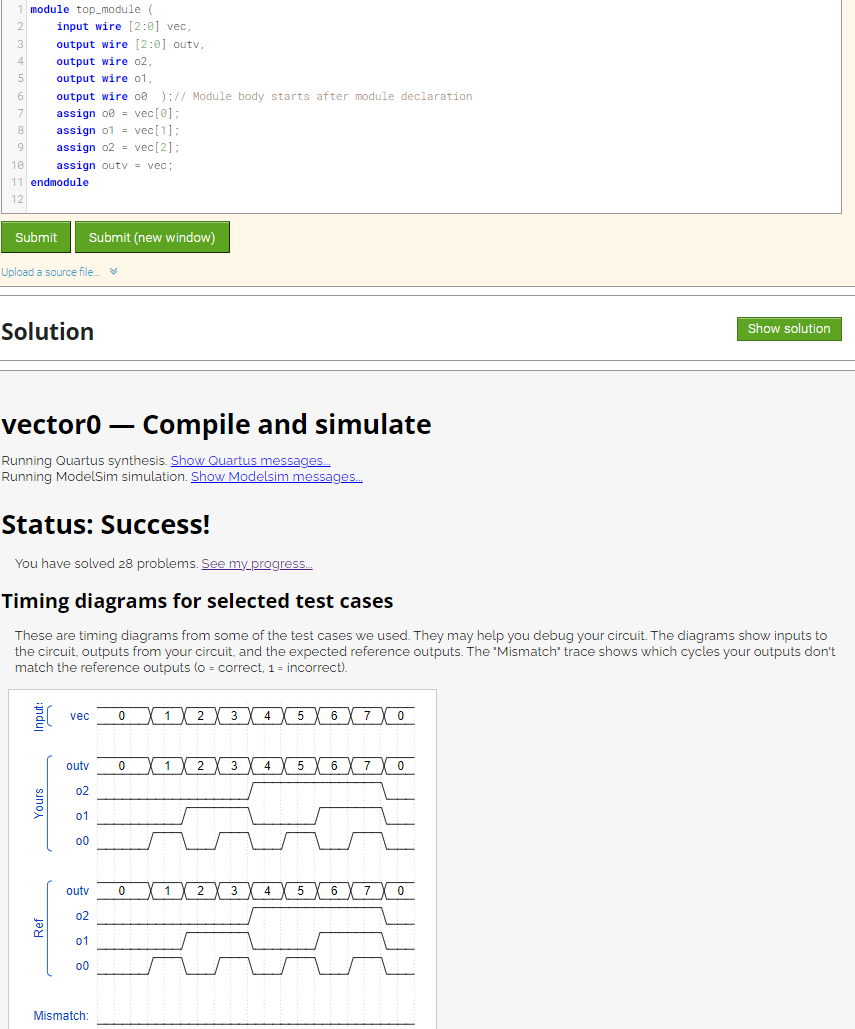 1 module top_module (
2 input wire [2:0] vec,
3 output wire [2:0] outv,
4 output wire o2,
5 output wire o1,
6 output wire o0  );// Module body starts after module declaration
7 assign o0 = vec[0];
8 assign o1 = vec[1];
9 assign o2 = vec[2];
10 assign outv = vec;
11 endmodule
12
Submit Submit (new window)
Upload a source file...
Solution Show solution
vector0 — Compile and simulate
Running Quartus synthesis. Show Quartus messages...
Running ModelSim simulation. Show Modelsim messages...
Status: Success!
You have solved 28 problems. See my progress...
Timing diagrams for selected test cases
These are timing diagrams from some of the test cases we used. They may help you debug your circuit. The diagrams show inputs to
the circuit, outputs from your circuit, and the expected reference outputs. The "Mismatch" trace shows which cycles your outputs don't
match the reference outputs (0 = correct, 1 = incorrect).
Input:
vec 0 1 2 3 4 5 6 7 0
Yours
outv 0 1 2 3 4 5 6 7 0
o2
o1
o0
Ref
outv 0 1 2 3 4 5 6 7 0
o2
o1
o0
Mismatch: